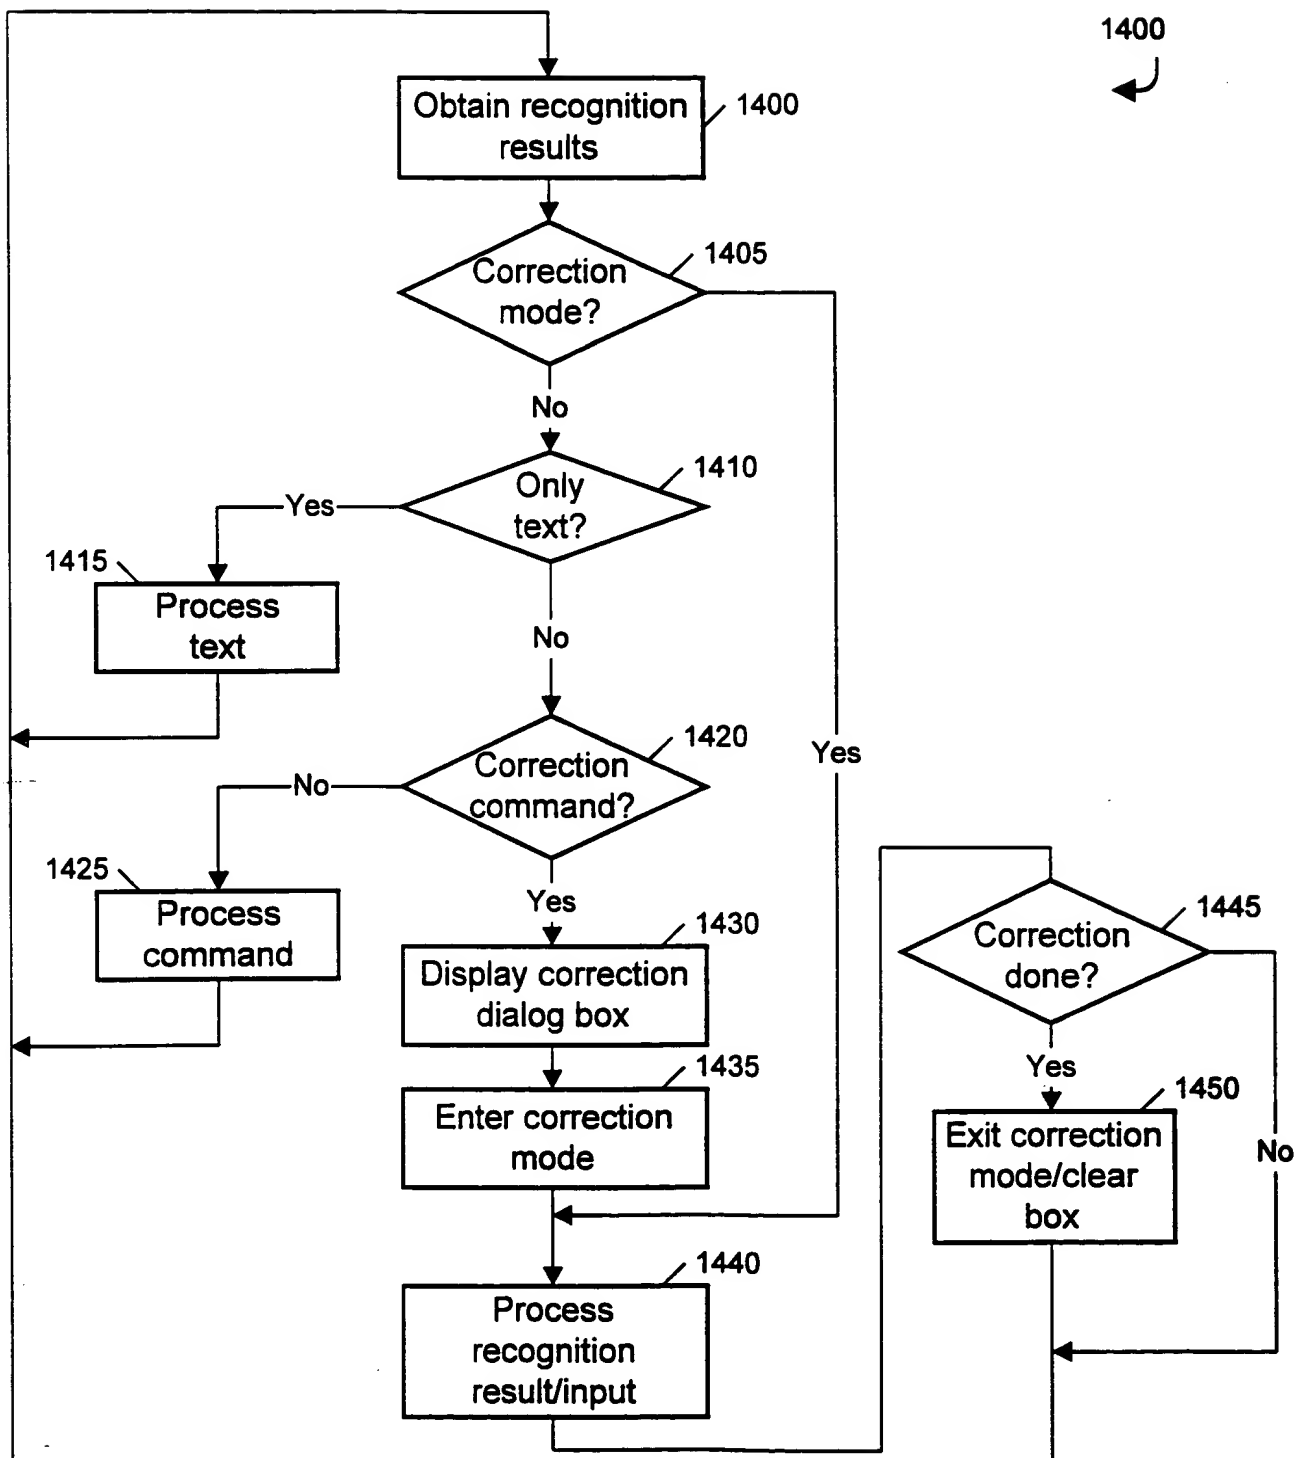 1400
Obtain recognition
results
1400
Correction
mode?
1405
No
Only
text?
1410
Yes
1415
Process
text
No
Correction
command?
1420
Yes
No
1425
Process
command
Yes
1430
Display correction
dialog box
1435
Enter correction
mode
1440
Process
recognition
result/input
Correction
done?
1445
Yes
1450
Exit correction
mode/clear
box
No